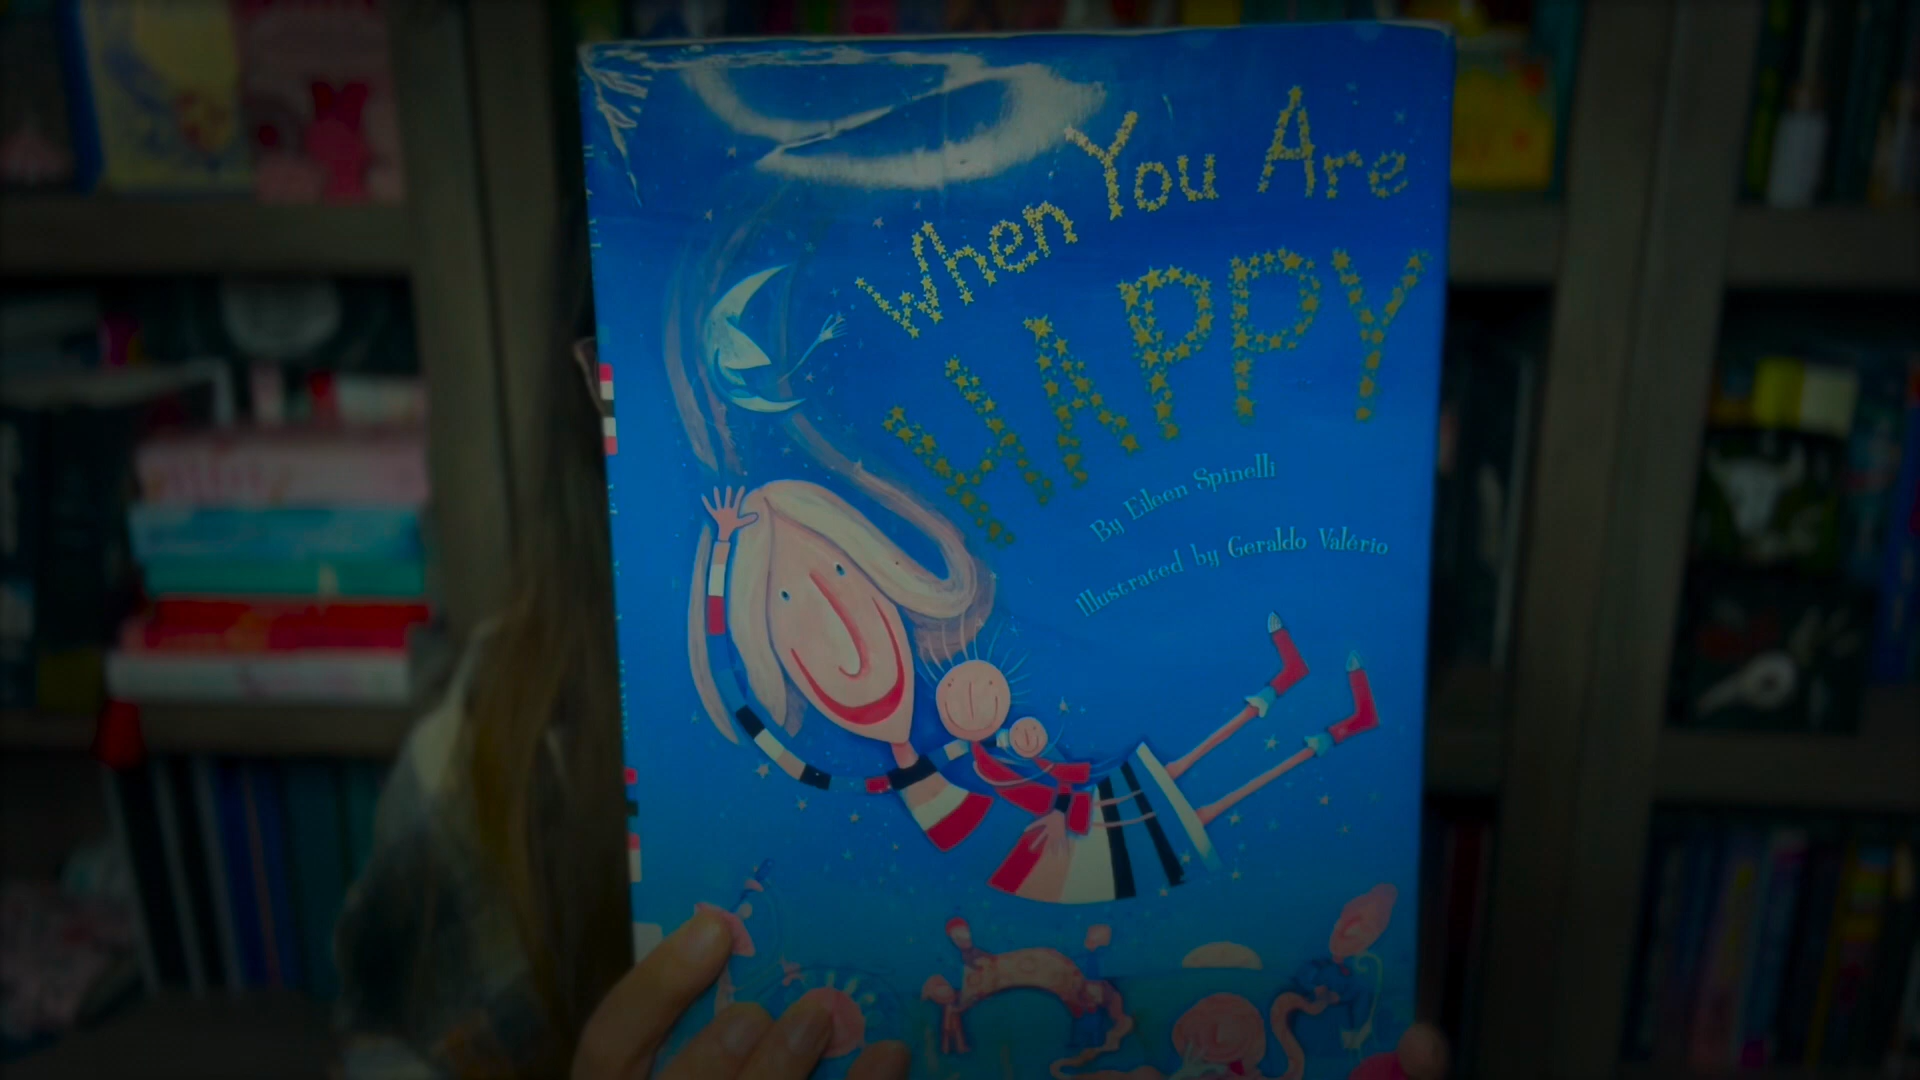 When You Are
HAPPY
By Eileen Spinelli
Illustrated by Geraldo Valério